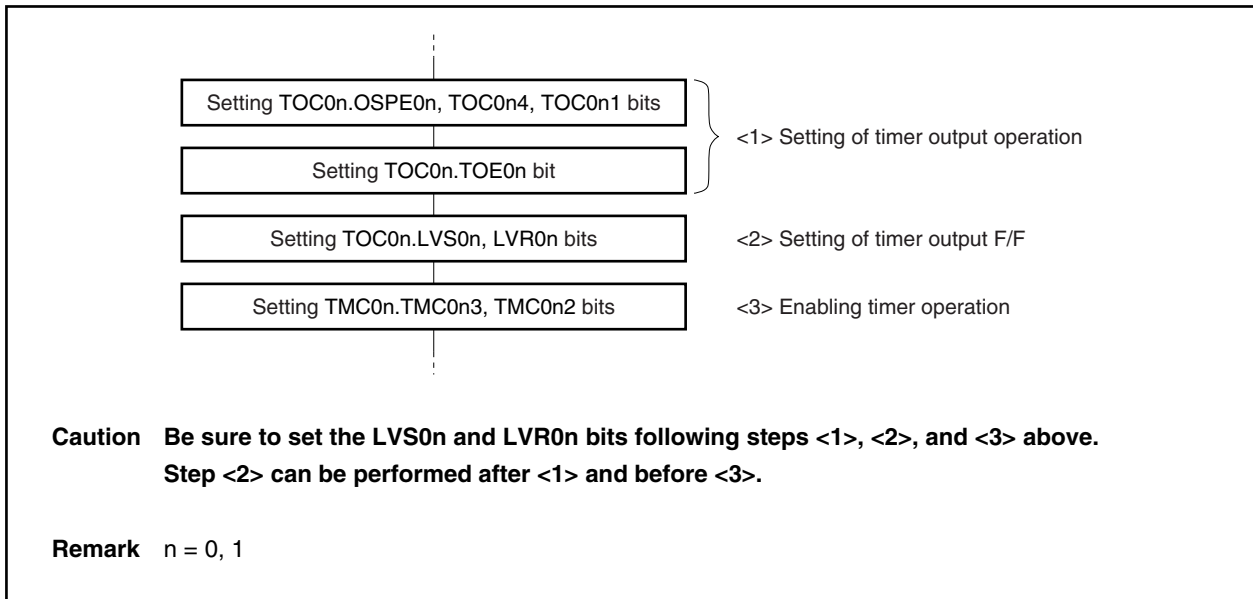 Setting TOC0n.OSPE0n, TOC0n4, TOC0n1 bits
<1> Setting of timer output operation
Setting TOC0n.TOE0n bit
Setting TOC0n.LVS0n, LVR0n bits
<2> Setting of timer output F/F
Setting TMC0n.TMC0n3, TMC0n2 bits
<3> Enabling timer operation
Caution Be sure to set the LVS0n and LVR0n bits following steps <1>, <2>, and <3> above.
Step <2> can be performed after <1> and before <3>.
Remark n = 0, 1